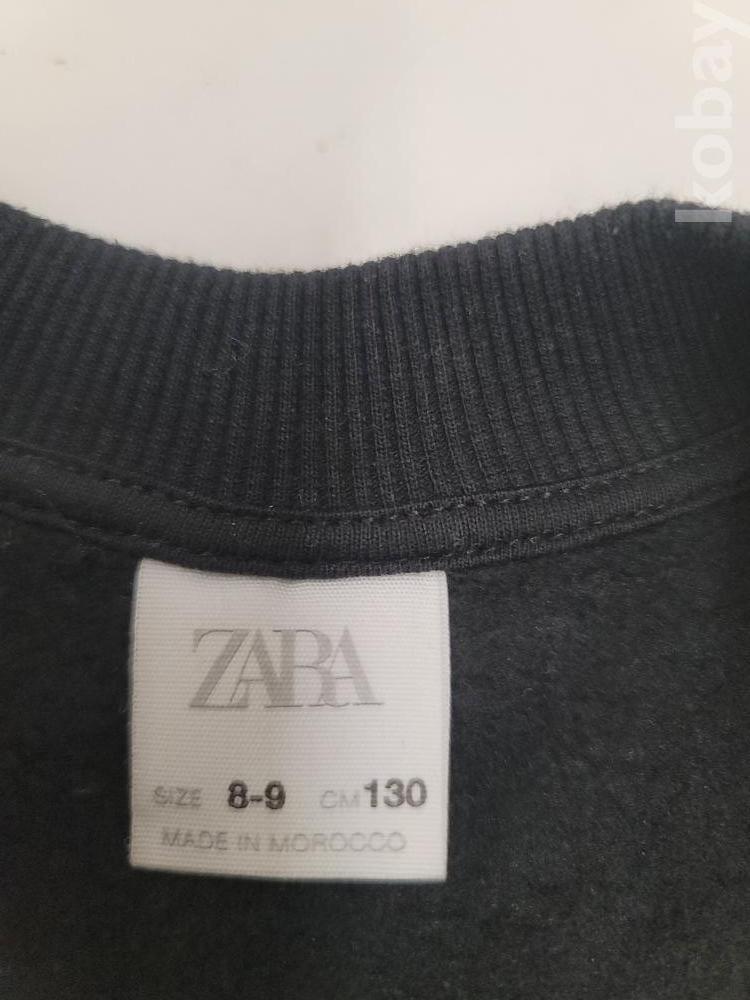 kobay
ZARA
SIZE 8-9 CM 130
MADE IN MOROCCO